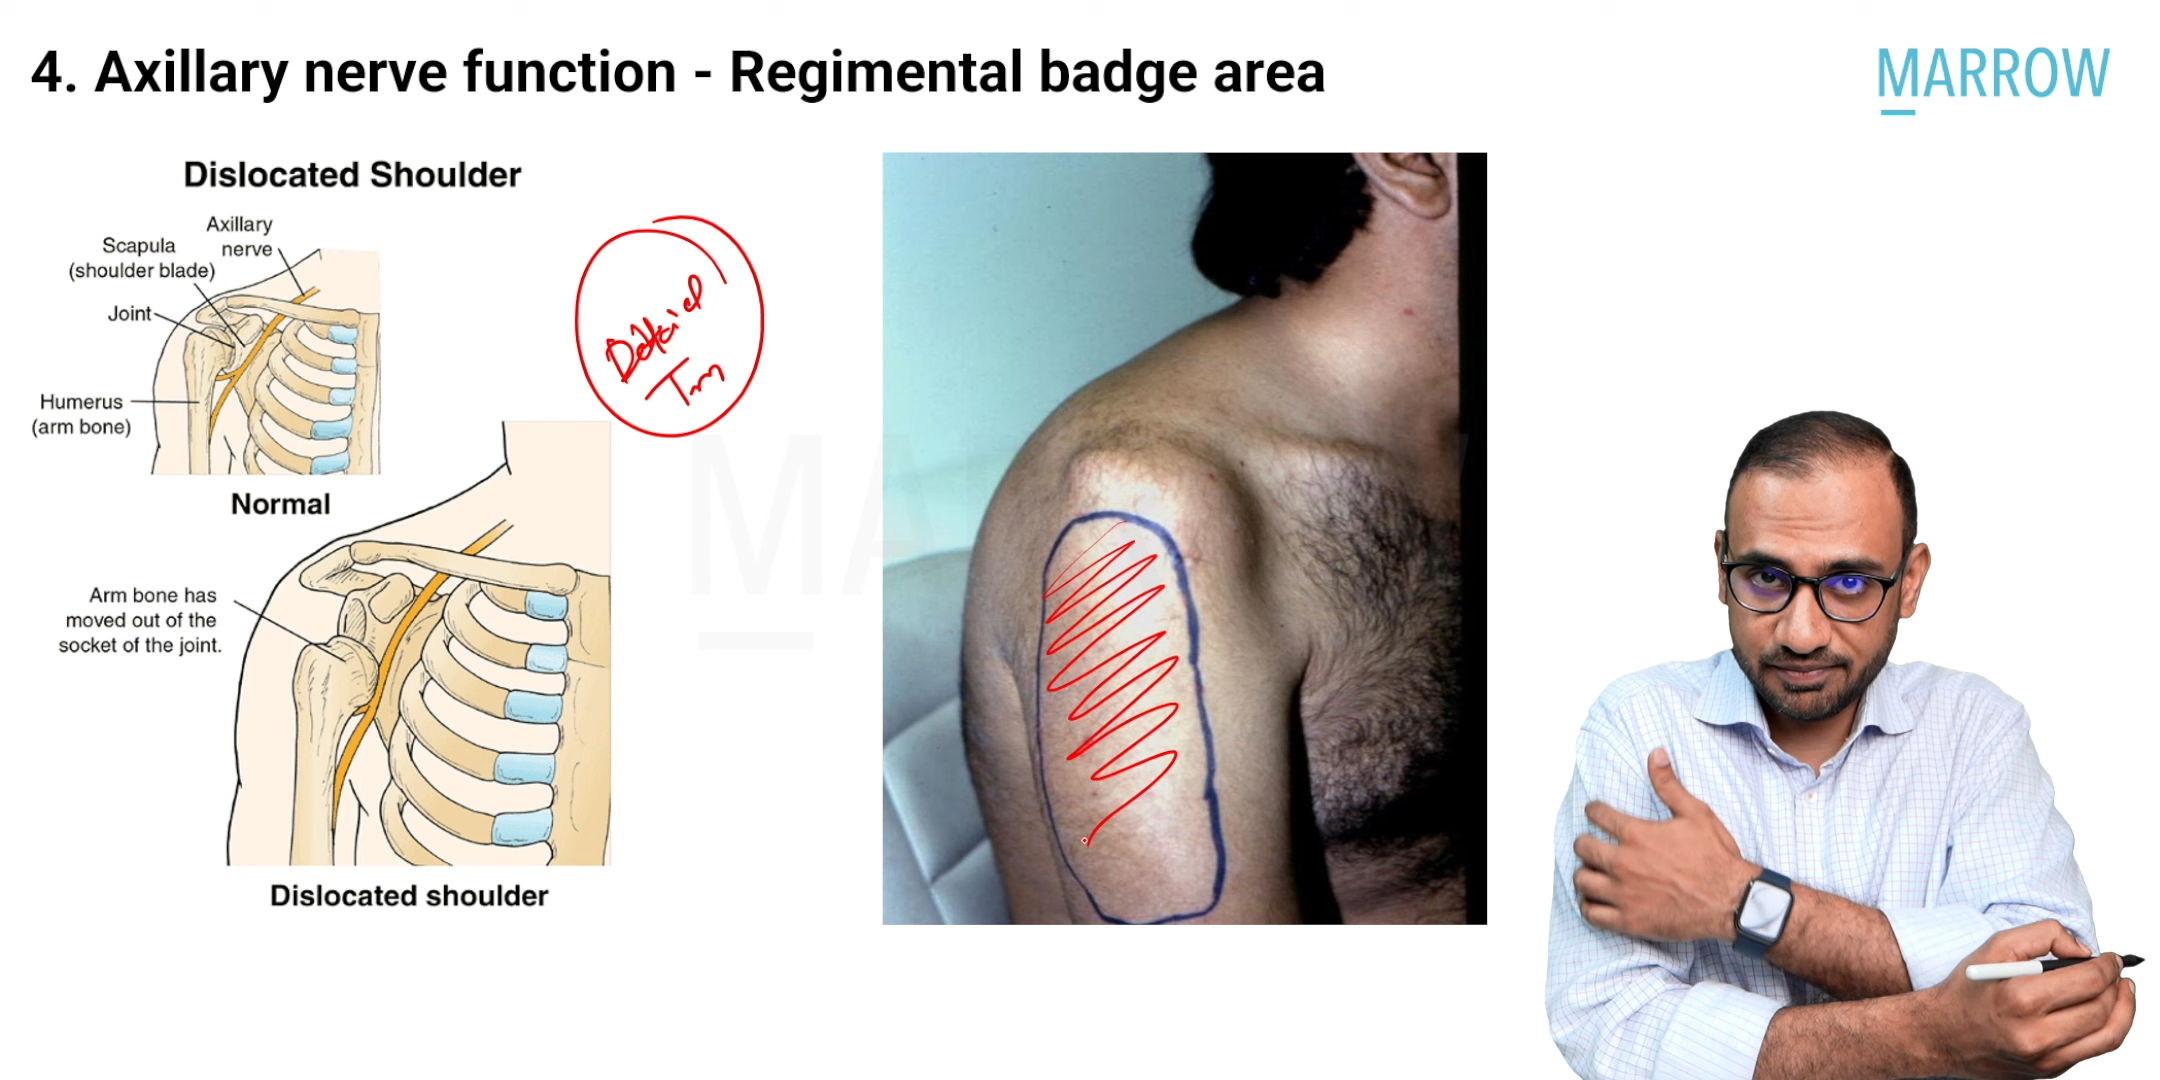 4. Axillary nerve function - Regimental badge area
MARROW
Dislocated Shoulder
Axillary
nerve
Scapula
(shoulder blade)
Joint
Humerus
(arm bone)
Normal
Arm bone has
moved out of the
socket of the joint.
Dislocated shoulder